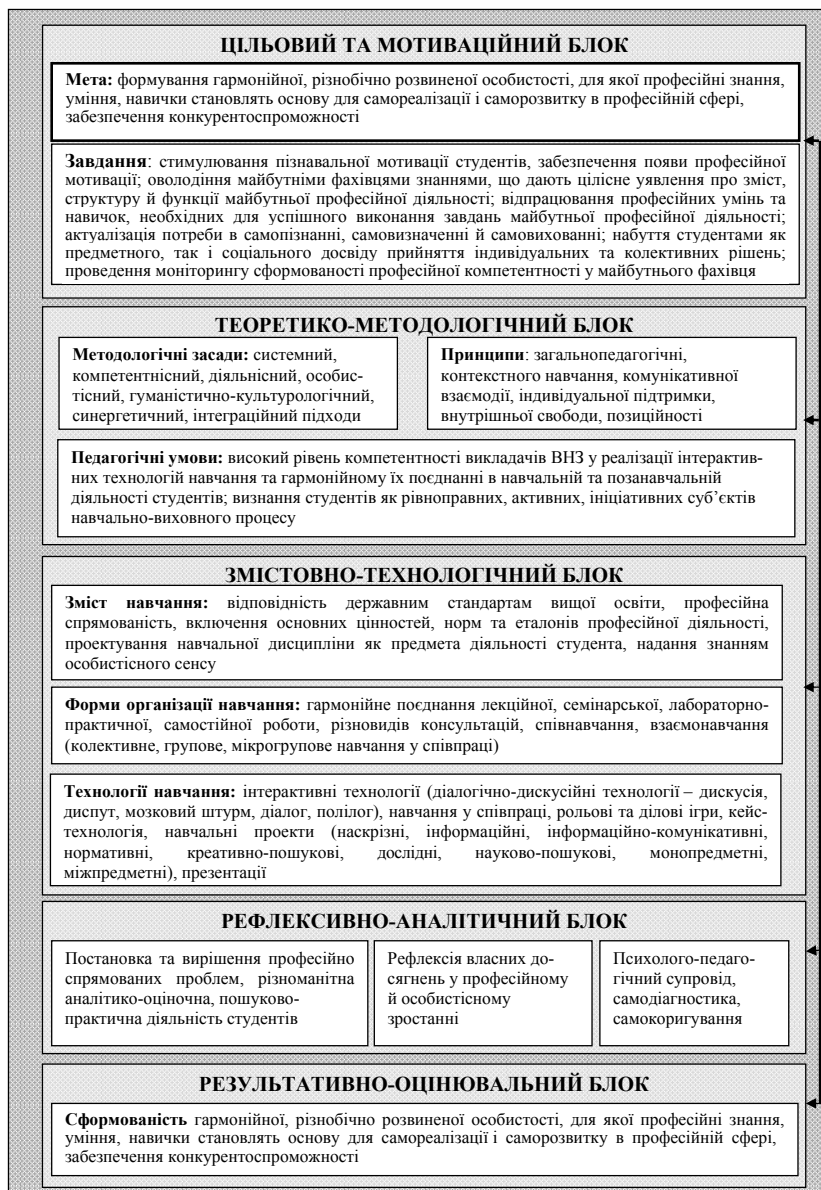 ЦІЛЬОВИЙ ТА МОТИВАЦІЙНИЙ БЛОК
Мета: формування гармонійної, різнобічно розвиненої особистості, для якої професійні знання,
уміння, навички становлять основу для самореалізації і саморозвитку в професійній сфері,
забезпечення конкурентоспроможності
Завдання: стимулювання пізнавальної мотивації студентів, забезпечення появи професійної
мотивації; оволодіння майбутніми фахівцями знаннями, що дають цілісне уявлення про зміст,
структуру й функції майбутньої професійної діяльності; відпрацювання професійних умінь та
навичок, необхідних для успішного виконання завдань майбутньої професійної діяльності;
актуалізація потреби в самопізнанні, самовизначенні й самовихованні; набуття студентами як
предметного, так і соціального досвіду прийняття індивідуальних та колективних рішень;
проведення моніторингу сформованості професійної компетентності у майбутнього фахівця
ТЕОРЕТИКО-МЕТОДОЛОГІЧНИЙ БЛОК
Методологічні засади: системний,
компетентнісний, діяльнісний, особис-
тісний, гуманістично-культурологічний,
синергетичний, інтеграційний підходи
Принципи: загальнопедагогічні,
контекстного навчання, комунікативної
взаємодії, індивідуальної підтримки,
внутрішньої свободи, позиційності
Педагогічні умови: високий рівень компетентності викладачів ВНЗ у реалізації інтерактив-
них технологій навчання та гармонійному їх поєднанні в навчальній та позанавчальній
діяльності студентів; визнання студентів як рівноправних, активних, ініціативних суб’єктів
навчально-виховного процесу
ЗМІСТОВНО-ТЕХНОЛОГІЧНИЙ БЛОК
Зміст навчання: відповідність державним стандартам вищої освіти, професійна
спрямованість, включення основних цінностей, норм та еталонів професійної діяльності,
проектування навчальної дисципліни як предмета діяльності студента, надання знанням
особистісного сенсу
Форми організації навчання: гармонійне поєднання лекційної, семінарської, лабораторно-
практичної, самостійної роботи, різновидів консультацій, співнавчання, взаємонавчання
(колективне, групове, мікрогрупове навчання у співпраці)
Технології навчання: інтерактивні технології (діалогічно-дискусійні технології – дискусія,
диспут, мозковий штурм, діалог, полілог), навчання у співпраці, рольові та ділові ігри, кейс-
технологія, навчальні проекти (наскрізні, інформаційні, інформаційно-комунікативні,
нормативні, креативно-пошукові, дослідні, науково-пошукові, монопредметні,
міжпредметні), презентації
РЕФЛЕКСИВНО-АНАЛІТИЧНИЙ БЛОК
Постановка та вирішення професійно
спрямованих проблем, різноманітна
аналітико-оціночна, пошуково-
практична діяльність студентів
Рефлексія власних до-
сягнень у професійному
й особистісному
зростанні
Психолого-педаго-
гічний супровід,
самодіагностика,
самокоригування
РЕЗУЛЬТАТИВНО-ОЦІНЮВАЛЬНИЙ БЛОК
Сформованість гармонійної, різнобічно розвиненої особистості, для якої професійні знання,
уміння, навички становлять основу для самореалізації і саморозвитку в професійній сфері,
забезпечення конкурентоспроможності